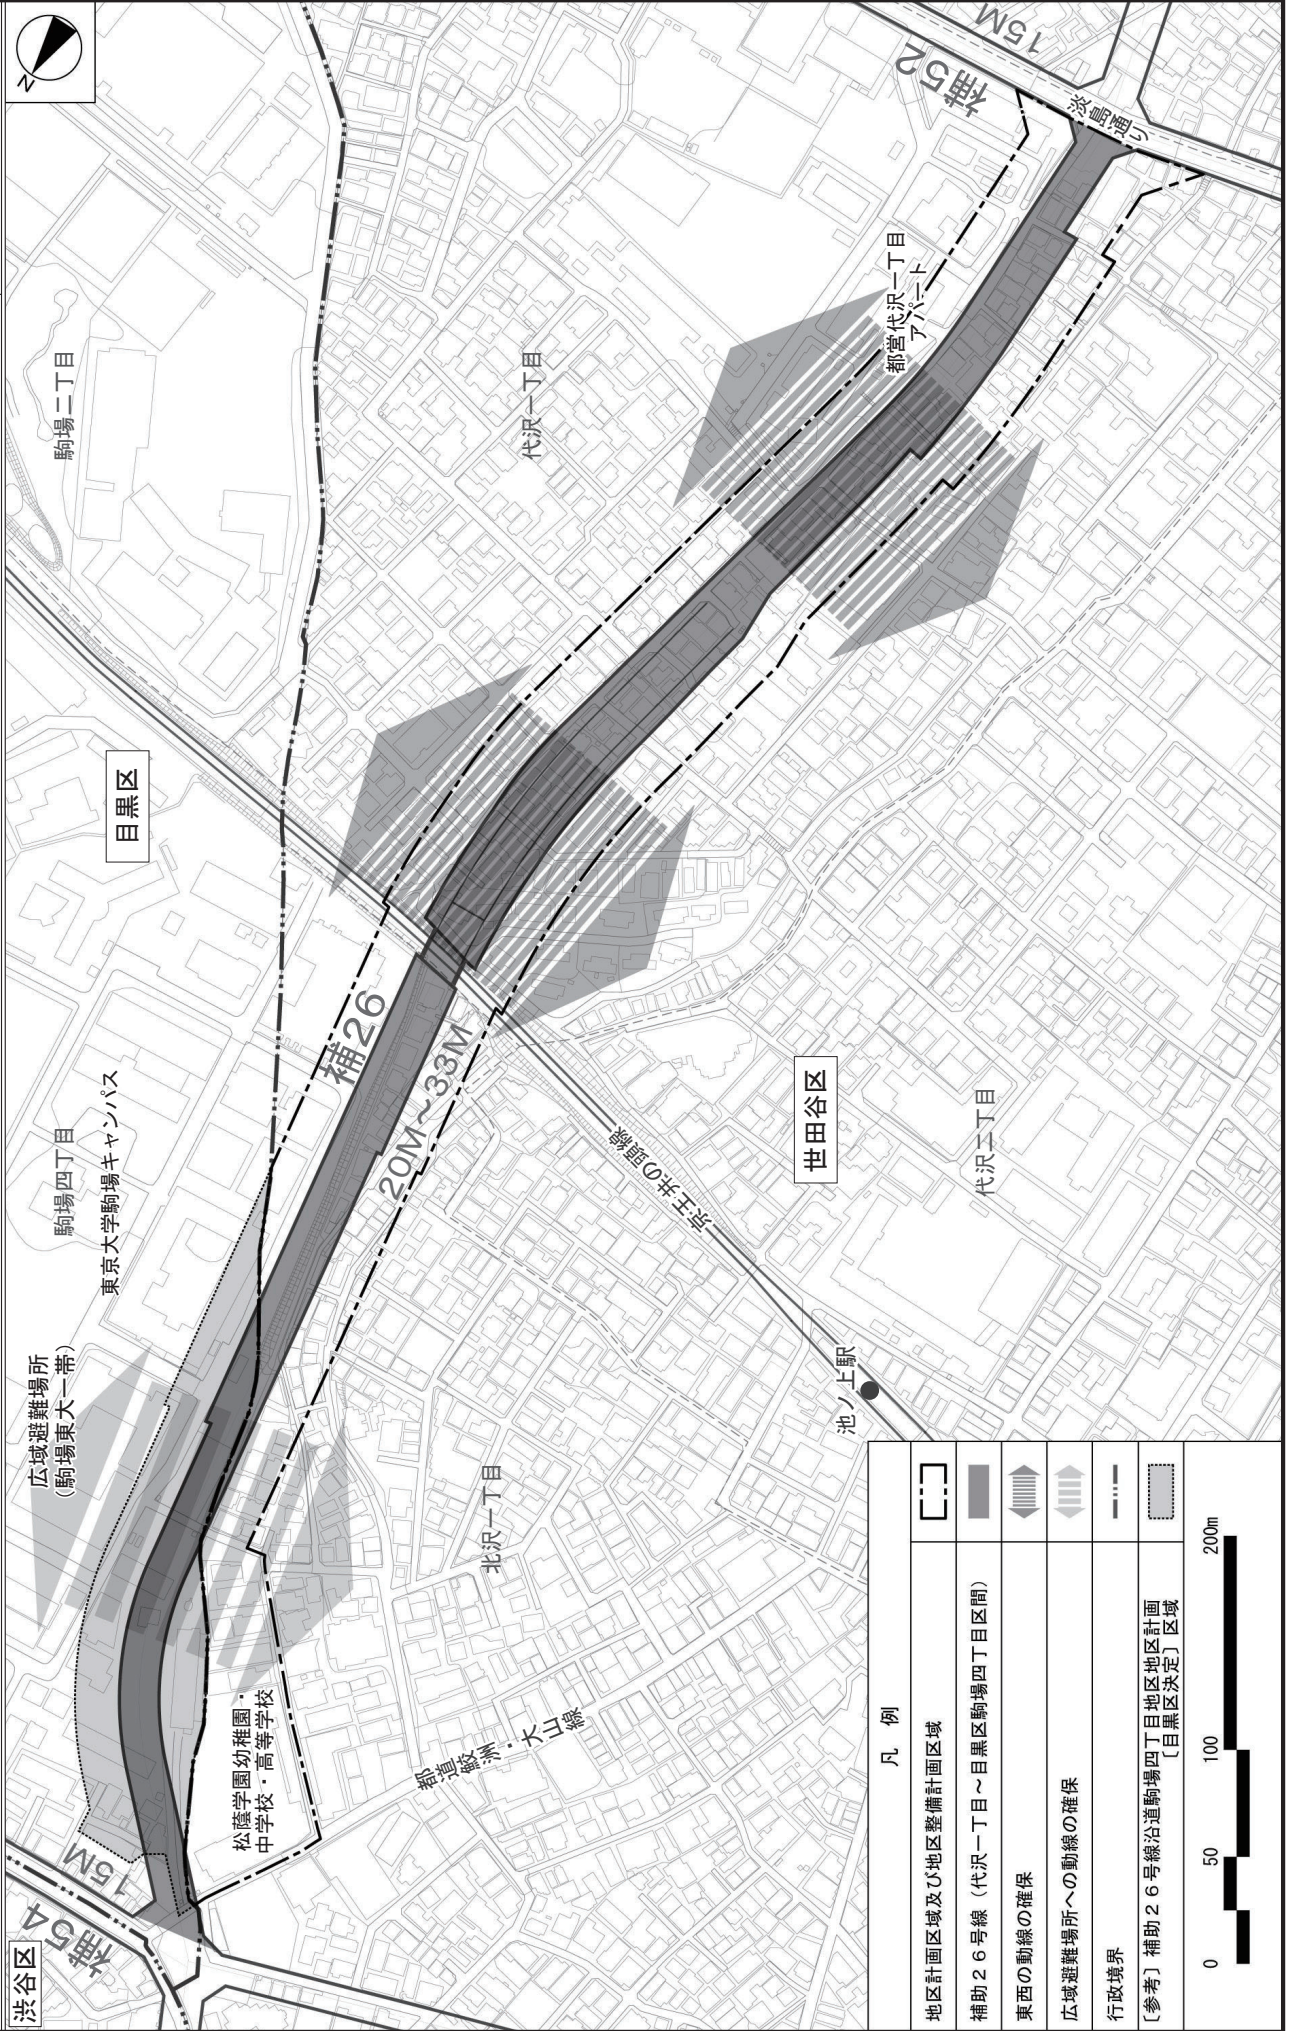 渋谷区
補54
15M
広域避難場所
(駒場東大一帯)
駒場四丁目
東京大学駒場キャンパス
目黒区
駒場二丁目
N
松蔭学園幼稚園・
中学校・高等学校
補26
20M~33M
代沢一丁目
都営代沢一丁目
アパート
補52
15M
淡島通り
都道鮫洲・大山線
北沢一丁目
京王井の頭線
池ノ上駅
世田谷区
代沢二丁目
凡 例
地区計画区域及び地区整備計画区域
補助26号線(代沢一丁目~目黒区駒場四丁目区間)
東西の動線の確保
広域避難場所への動線の確保
行政境界
[参考]補助26号線沿道駒場四丁目地区地区計画
[目黒区決定]区域
0 50 100 200m